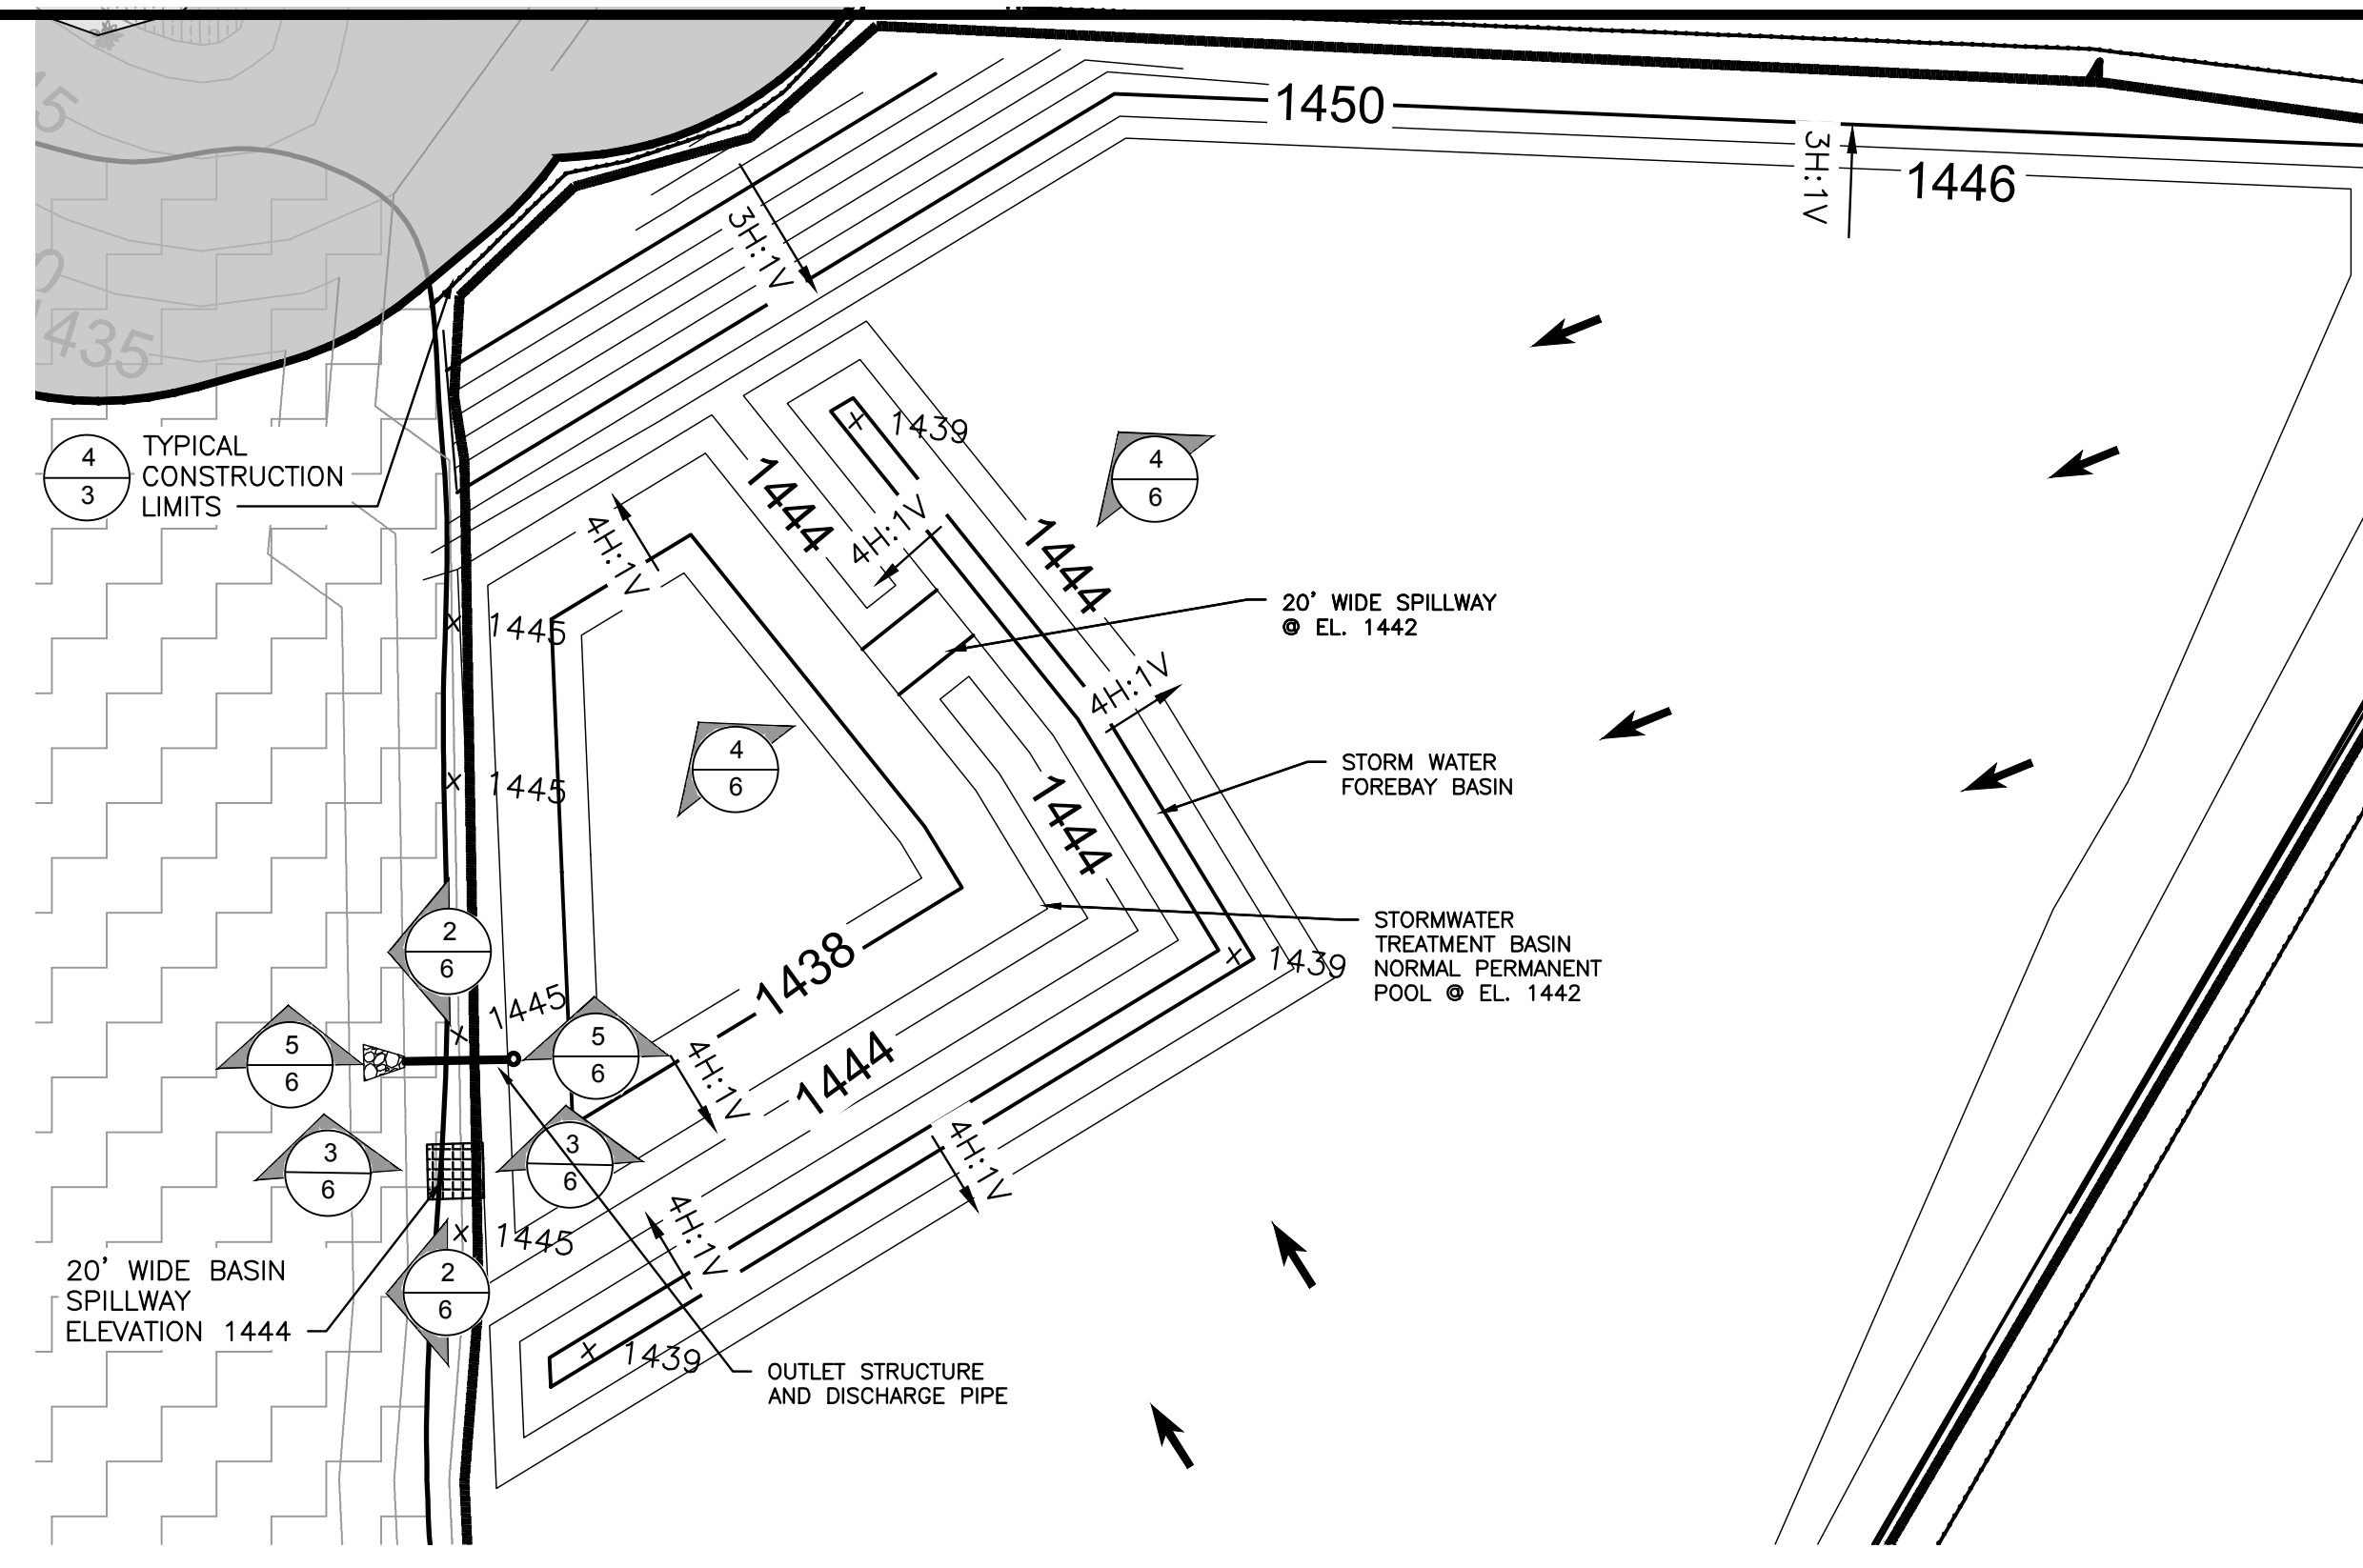 1450
3H:1V
1446
3H:1V
435
4
3
TYPICAL
CONSTRUCTION
LIMITS
1439
1444
4H:1V
4
6
4H:1V
1444
20' WIDE SPILLWAY
@ EL. 1442
1445
4H:1V
4
6
1445
STORM WATER
FOREBAY BASIN
1444
STORMWATER
TREATMENT BASIN
NORMAL PERMANENT
POOL @ EL. 1442
2
6
1438
1439
1445
5
6
5
6
4H:1V
1444
3
6
3
6
4H:1V
1445
4H:1V
2
6
20' WIDE BASIN
SPILLWAY
ELEVATION 1444
1439
OUTLET STRUCTURE
AND DISCHARGE PIPE